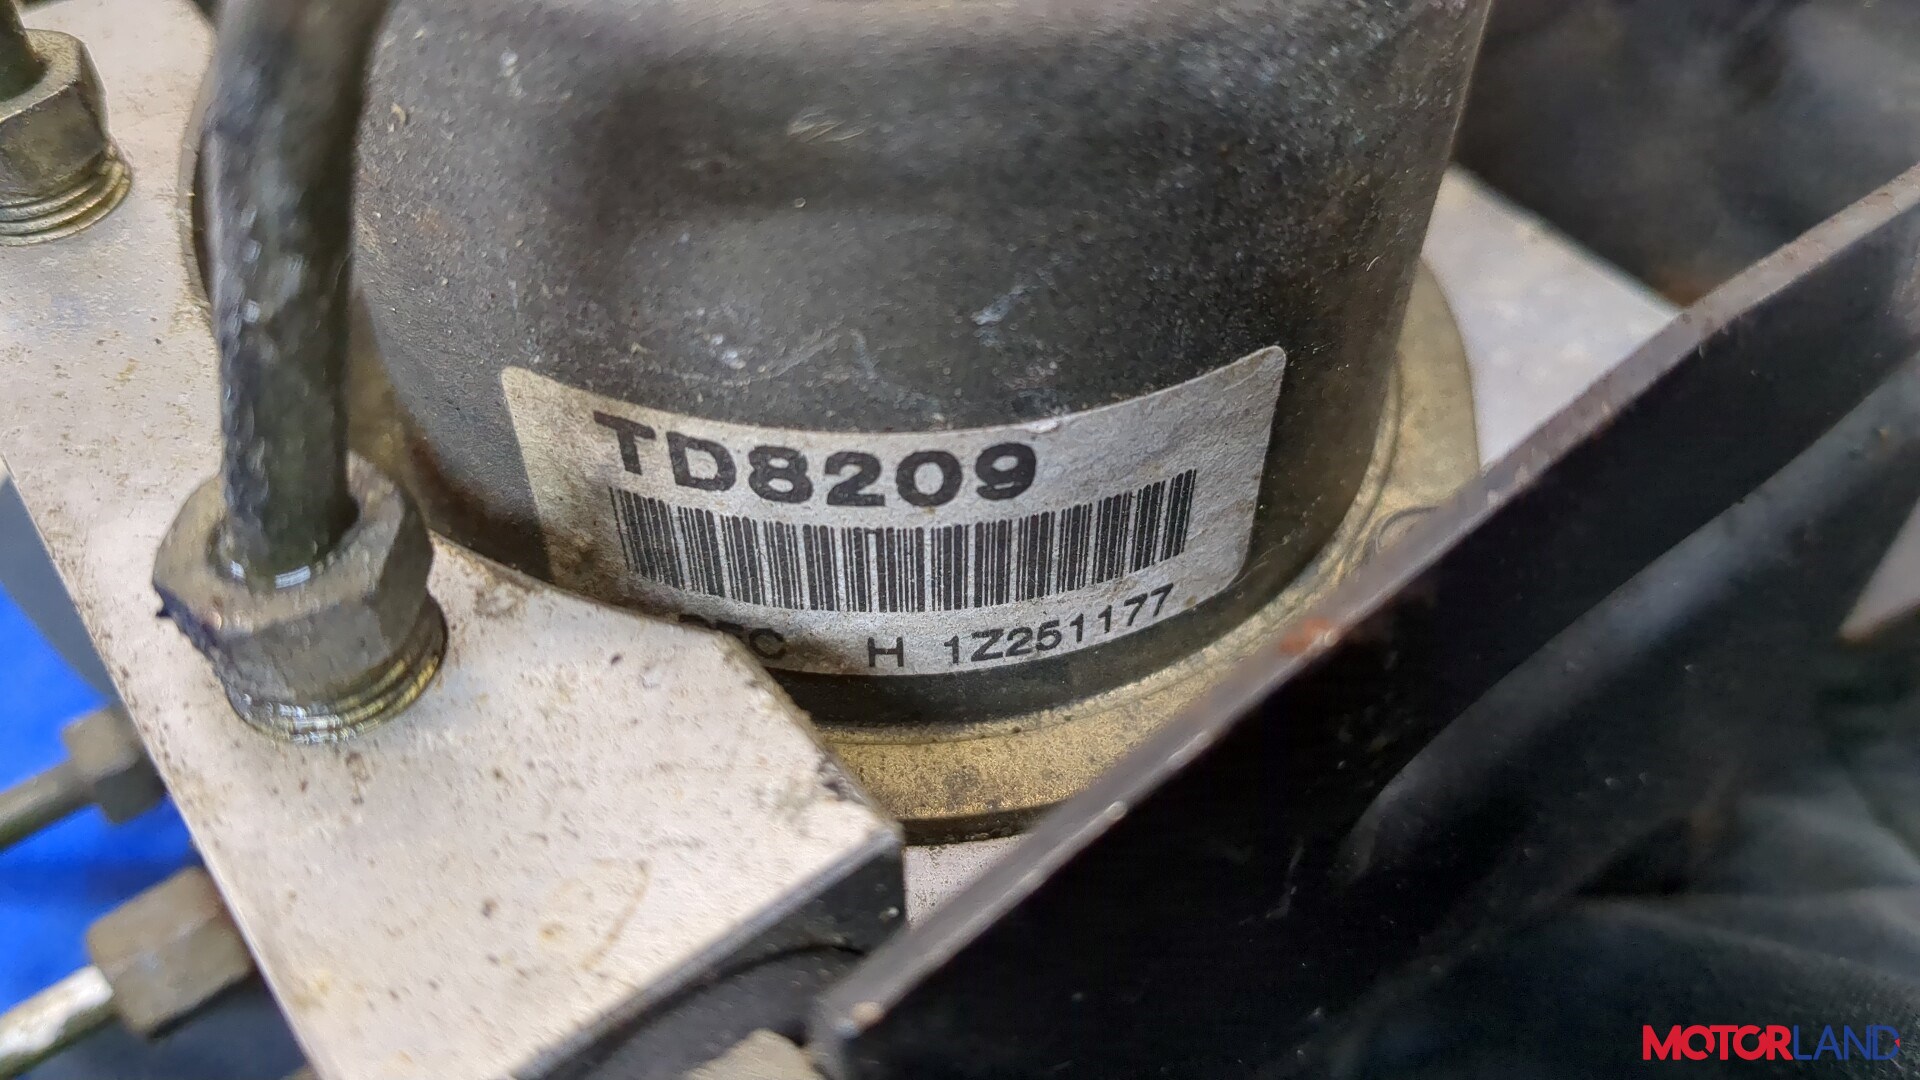 TD8209
H 1Z251177
MOTORLAND